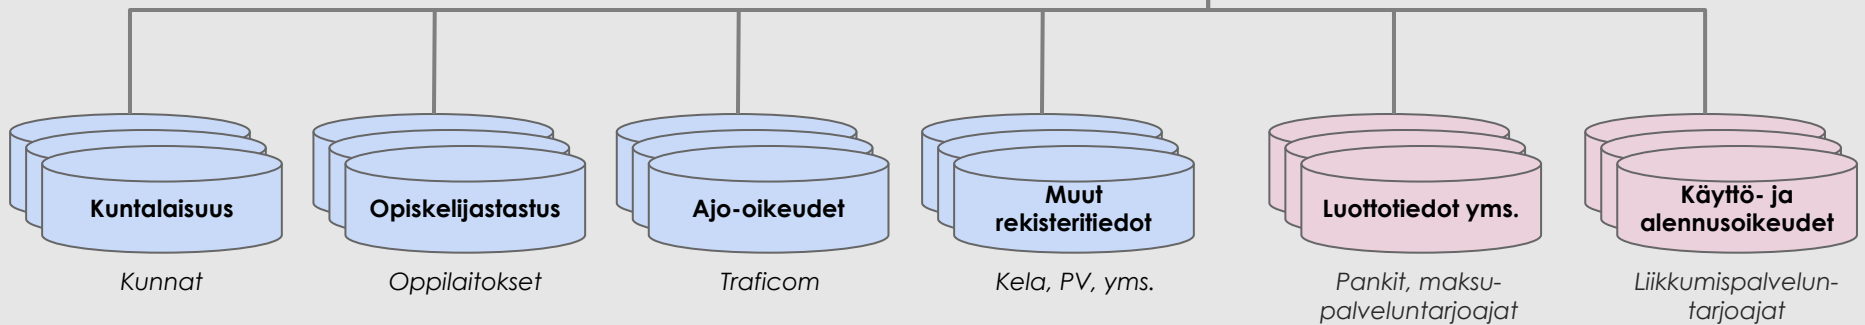 Kuntalaisuus
Opiskelijastastus
Ajo-oikeudet
Muut
rekisteritiedot
Luottotiedot yms.
Käyttö- ja
alennusoikeudet
Kunnat
Oppilaitokset
Traficom
Kela, PV, yms.
Pankit, maksu-
palveluntarjoajat
Liikkumispalvelun-
tarjoajat